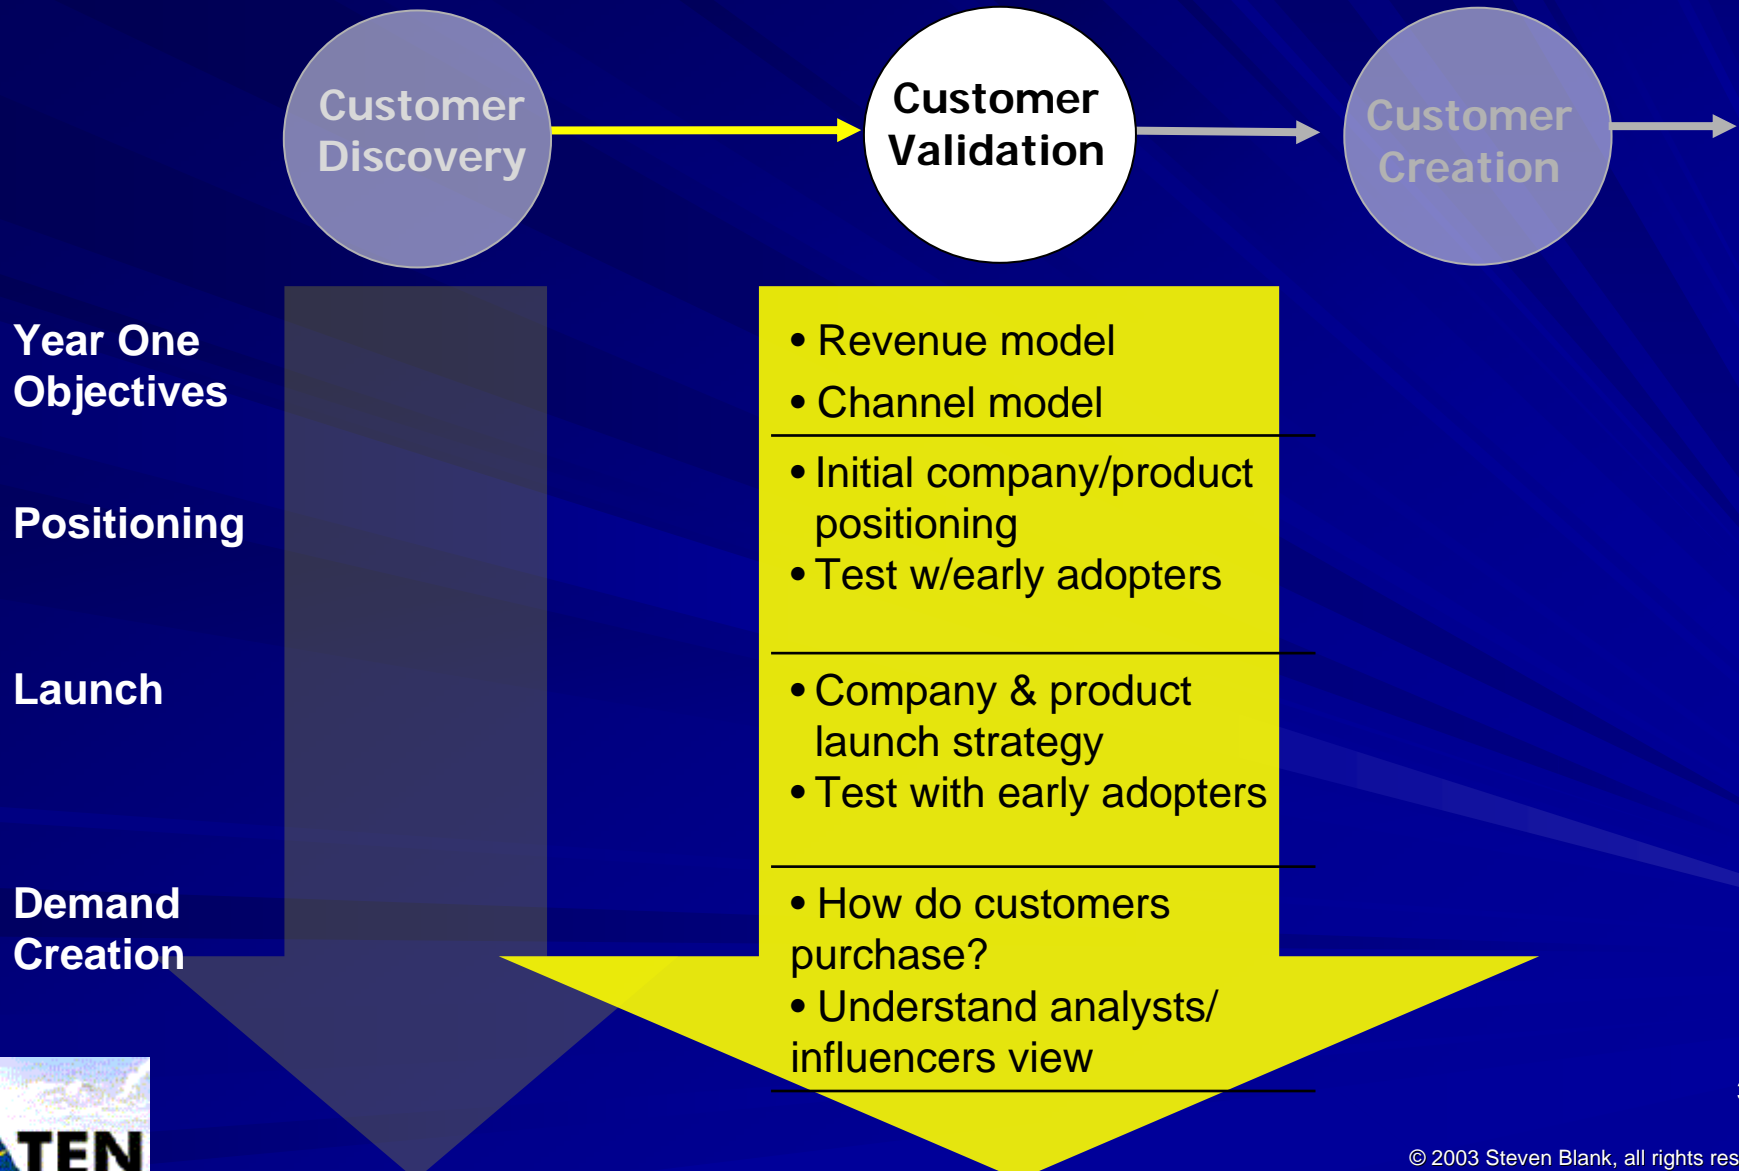 Customer
Discovery
Customer
Validation
Customer
Creation
Year One
Objectives
• Revenue model
• Channel model
Positioning
• Initial company/product
positioning
• Test w/early adopters
Launch
• Company & product
launch strategy
• Test with early adopters
Demand
Creation
• How do customers
purchase?
• Understand analysts/
influencers view
TEN
© 2003 Steven Blank, all rights res